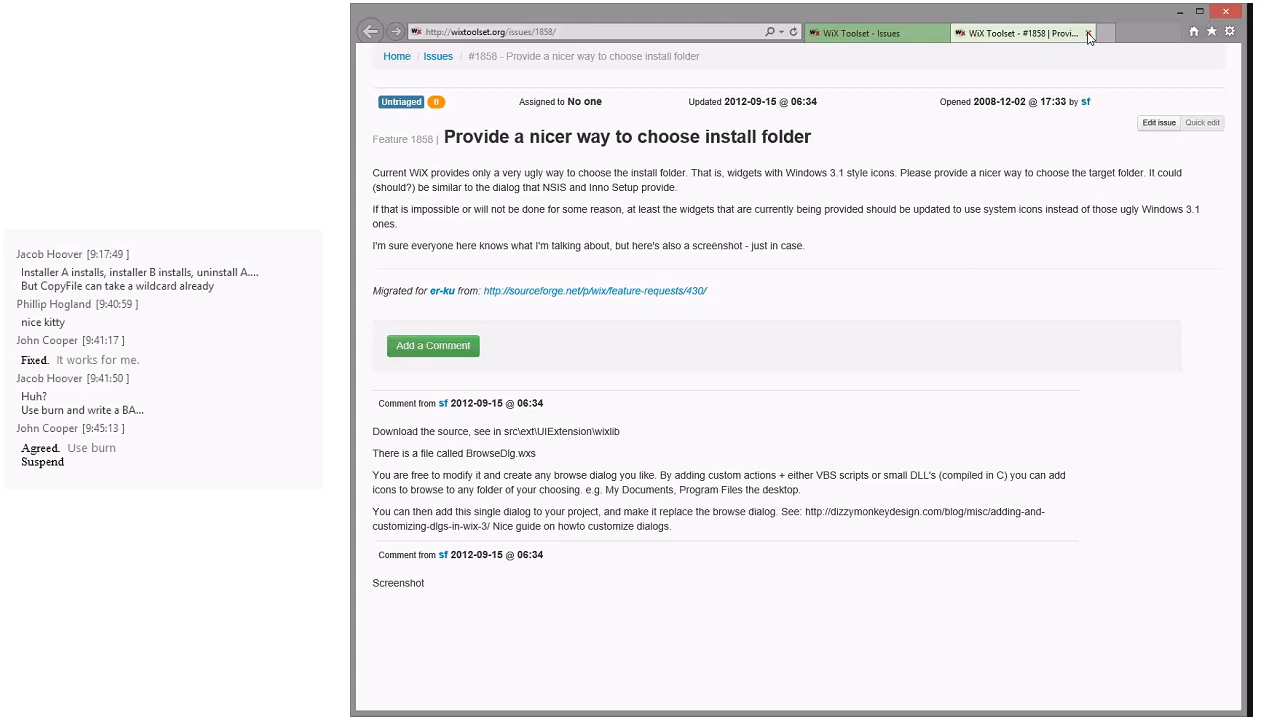 Jacob Hoover [9:17:49 ]
Installer A installs, installer B installs, uninstall A....
But CopyFile can take a wildcard already
Phillip Hogland [9:40:59 ]
nice kitty
John Cooper [9:41:17 ]
Fixed. It works for me.
Jacob Hoover [9:41:50 ]
Huh?
Use burn and write a BA...
John Cooper [9:45:13 ]
Agreed. Use burn
Suspend
http://wixtoolset.org/issues/1858/
WiX Toolset - Issues
WiX Toolset - #1858 | Provi...
Home / Issues / #1858 - Provide a nicer way to choose install folder
Untriaged 0 Assigned to No one Updated 2012-09-15 @ 06:34 Opened 2008-12-02 @ 17:33 by sf
Edit issue Quick edit
Feature 1858 | Provide a nicer way to choose install folder
Current WiX provides only a very ugly way to choose the install folder. That is, widgets with Windows 3.1 style icons. Please provide a nicer way to choose the target folder. It could
(should?) be similar to the dialog that NSIS and Inno Setup provide.
If that is impossible or will not be done for some reason, at least the widgets that are currently being provided should be updated to use system icons instead of those ugly Windows 3.1
ones.
I'm sure everyone here knows what I'm talking about, but here's also a screenshot - just in case.
Migrated for er-ku from: http://sourceforge.net/p/wix/feature-requests/430/
Add a Comment
Comment from sf 2012-09-15 @ 06:34
Download the source, see in src\ext\UIExtension\wixlib
There is a file called BrowseDlg.wxs
You are free to modify it and create any browse dialog you like. By adding custom actions + either VBS scripts or small DLL's (compiled in C) you can add
icons to browse to any folder of your choosing. e.g. My Documents, Program Files the desktop.
You can then add this single dialog to your project, and make it replace the browse dialog. See: http://dizzymonkeydesign.com/blog/misc/adding-and-
customizing-dlgs-in-wix-3/ Nice guide on howto customize dialogs.
Comment from sf 2012-09-15 @ 06:34
Screenshot